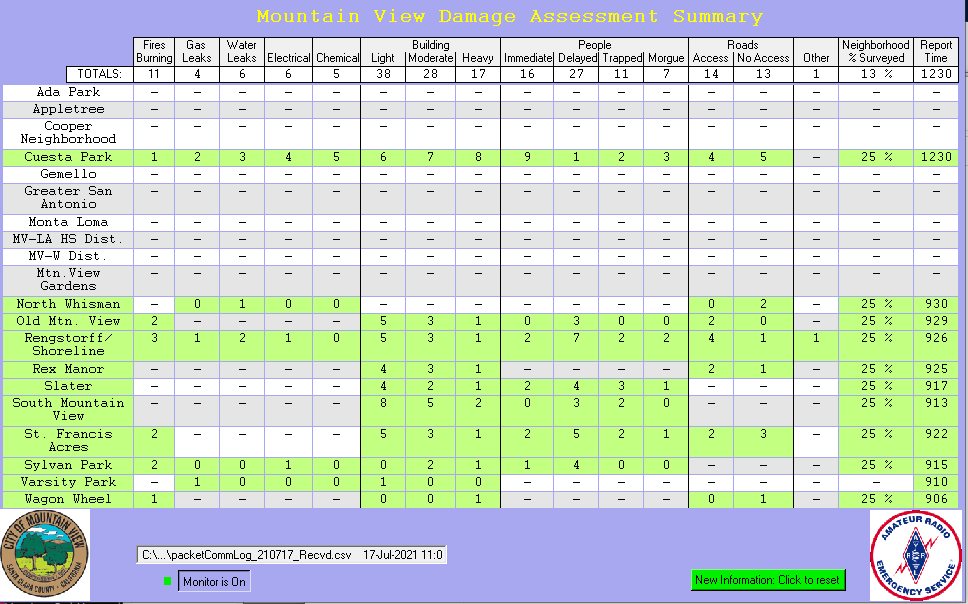 Mountain View Damage Assessment Summary
Fires Gas Water Building People Roads Neighborhood Report
Burning Leaks Leaks Electrical Chemical Light Moderate Heavy Immediate Delayed Trapped Morgue Access No Access Other % Surveyed Time
TOTALS: 11 4 6 6 5 38 28 17 16 27 11 7 14 13 1 13 % 1230
Ada Park – – – – – – – – – – – – – – – – –
Appletree – – – – – – – – – – – – – – – – –
Cooper – – – – – – – – – – – – – – – – –
Neighborhood
Cuesta Park 1 2 3 4 5 6 7 8 9 1 2 3 4 5 – 25 % 1230
Gemello – – – – – – – – – – – – – – – – –
Greater San – – – – – – – – – – – – – – – – –
Antonio
Monta Loma – – – – – – – – – – – – – – – – –
MV-LA HS Dist. – – – – – – – – – – – – – – – – –
MV-W Dist. – – – – – – – – – – – – – – – – –
Mtn.View – – – – – – – – – – – – – – – – –
Gardens
North Whisman – 0 1 0 0 – – – – – – – 0 2 – 25 % 930
Old Mtn. View 2 – – – – 5 3 1 0 3 0 0 2 0 – 25 % 929
Rengstorff/ 3 1 2 1 0 5 3 1 2 7 2 2 4 1 1 25 % 926
Shoreline
Rex Manor – – – – – 4 3 1 – – – – 2 1 – 25 % 925
Slater – – – – – 4 2 1 2 4 3 1 – – – 25 % 917
South Mountain – – – – – 8 5 2 0 3 2 0 – – – 25 % 913
View
St. Francis 2 – – – – 5 3 1 2 5 2 1 2 3 – 25 % 922
Acres
Sylvan Park 2 0 0 1 0 0 2 1 1 4 0 0 – – – 25 % 915
Varsity Park – 1 0 0 0 1 0 0 – – – – – – – – 910
Wagon Wheel 1 – – – – 0 0 1 – – – – 0 1 – 25 % 906
CITY OF MOUNTAIN VIEW
SANTA CLARA COUNTY - CALIFORNIA
C:\...\packetCommLog_210717_Recvd.csv 17-Jul-2021 11:0
Monitor is On
New Information: Click to reset
AMATEUR RADIO
EMERGENCY SERVICE